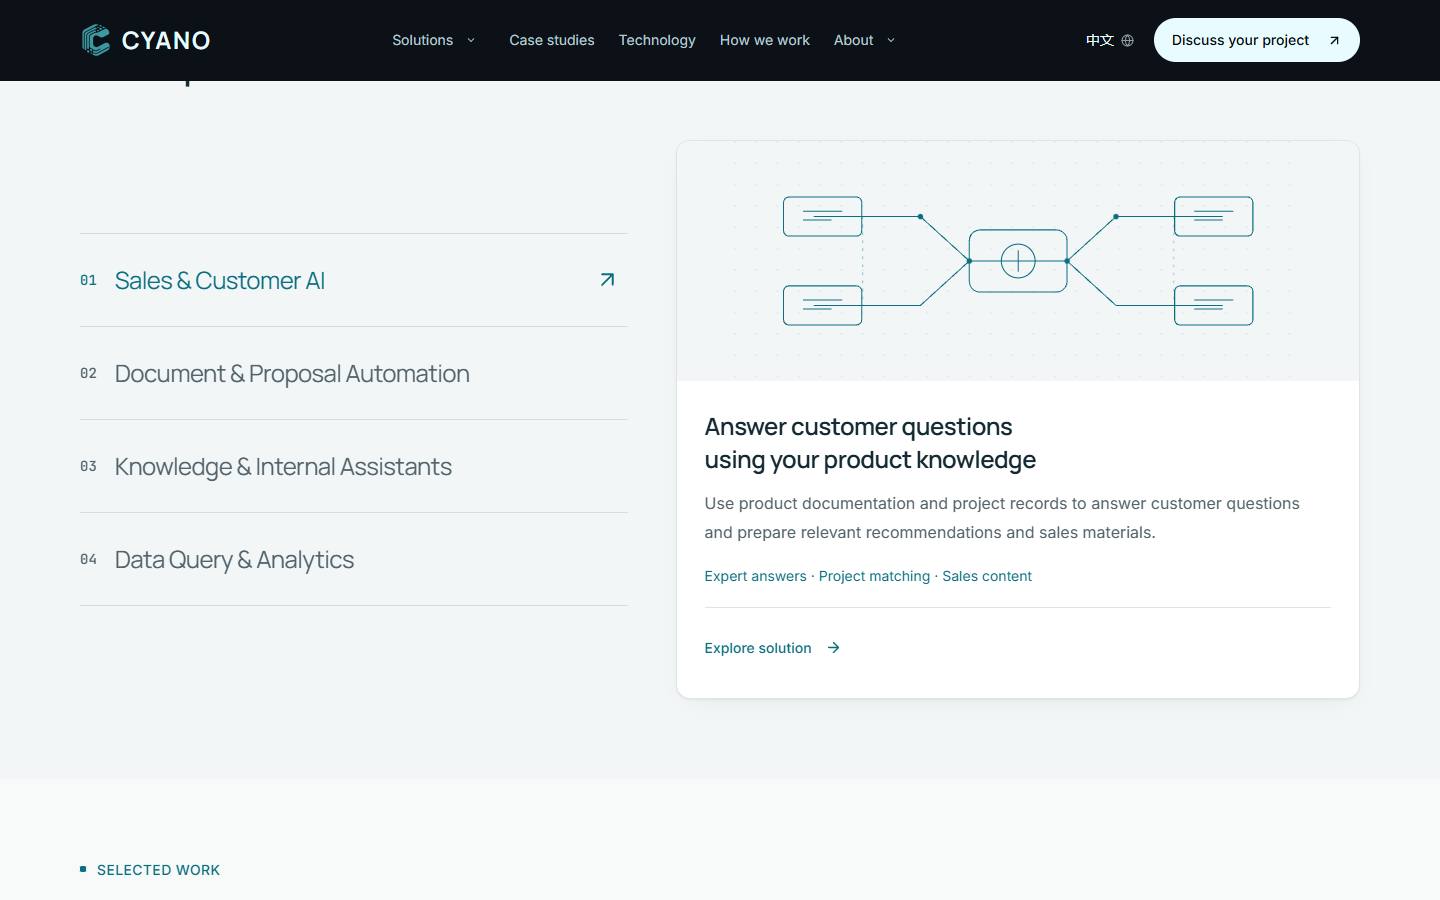 CYANO
Solutions
Case studies
Technology
How we work
About
中文
Discuss your project
01 Sales & Customer AI
02 Document & Proposal Automation
03 Knowledge & Internal Assistants
04 Data Query & Analytics
Answer customer questions
using your product knowledge
Use product documentation and project records to answer customer questions
and prepare relevant recommendations and sales materials.
Expert answers · Project matching · Sales content
Explore solution
SELECTED WORK